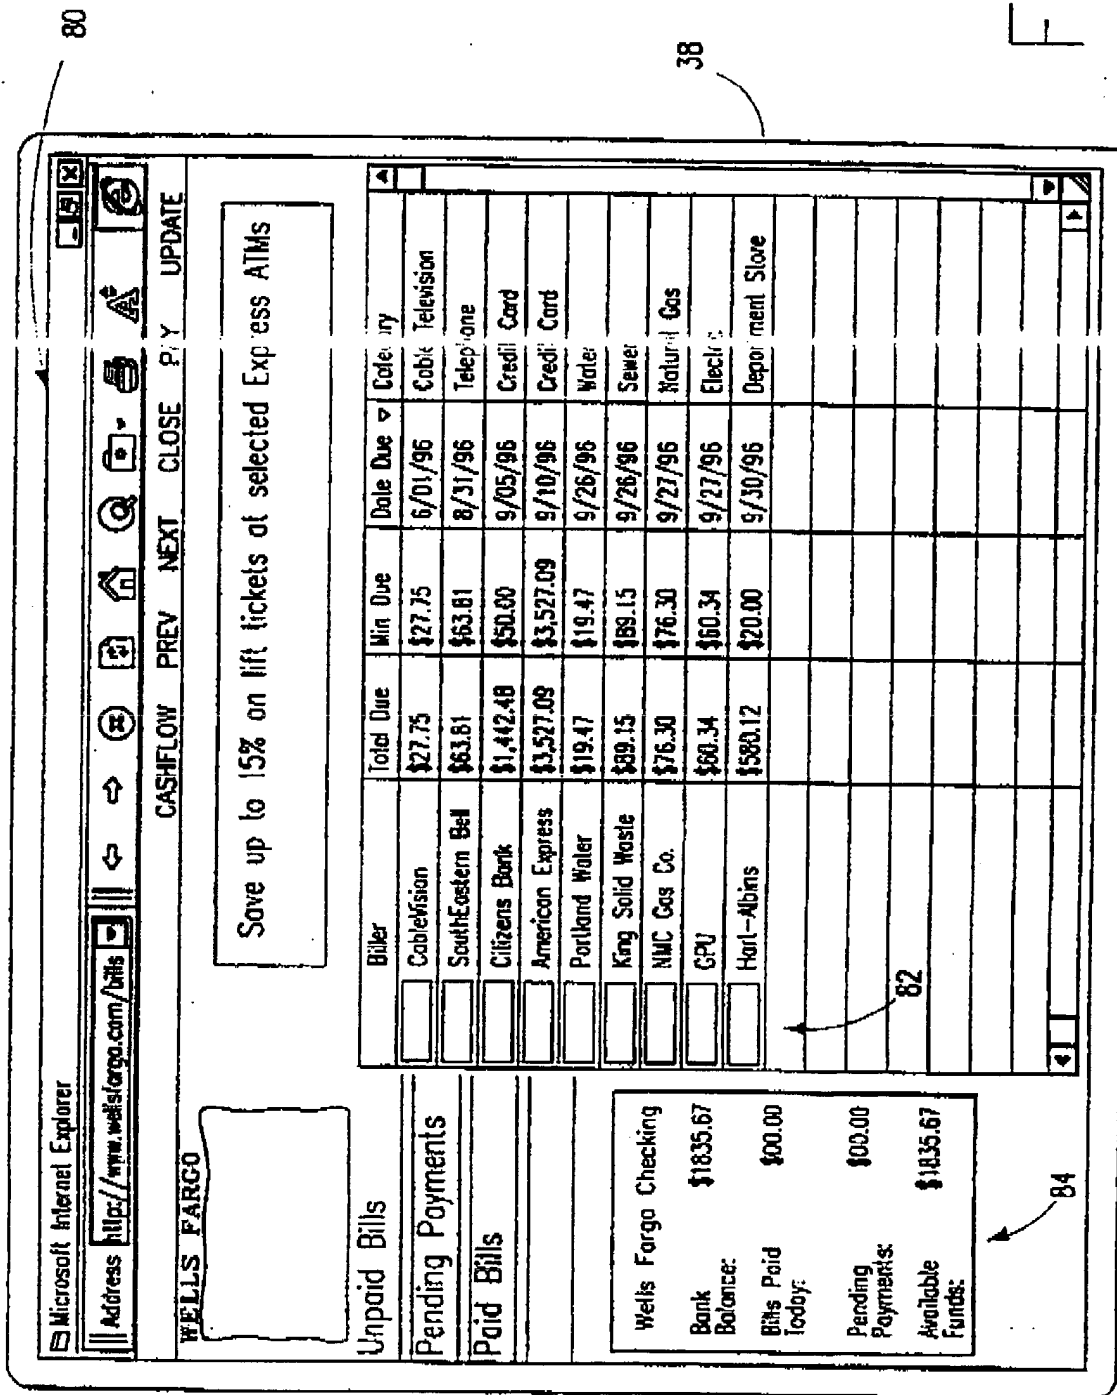 80
38
Microsoft Internet Explorer
Address http://www.wellsfargo.com/bills
WELLS FARGO
CASHFLOW PREV NEXT CLOSE PAY UPDATE
Save up to 15% on lift tickets at selected Express ATMs
Unpaid Bills
Pending Payments
Paid Bills
Biller Total Due Min Due Date Due Category
CableVision $27.75 $27.75 6/01/96 Cable Television
SouthEastern Bell $63.81 $63.81 8/31/96 Telephone
Citizens Bank $1,442.48 $50.00 9/05/96 Credit Card
American Express $3,527.09 $3,527.09 9/10/96 Credit Card
Portland Water $19.47 $19.47 9/26/96 Water
King Solid Waste $89.15 $89.15 9/26/96 Sewer
NMC Gas Co. $76.30 $76.30 9/27/96 Natural Gas
GPU $60.34 $60.34 9/27/96 Electric
Hart-Albins $580.12 $20.00 9/30/96 Department Store
82
Wells Fargo Checking
Bank
Balance: $1835.67
Bills Paid
Today: $00.00
Pending
Payments: $00.00
Available
Funds: $1835.67
84